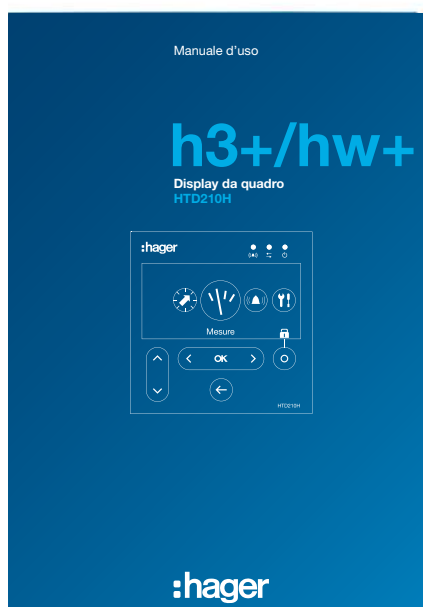 Manuale d'uso
h3+/hw+
Display da quadro
HTD210H
:hager
Mesure
OK
HTD210H
:hager